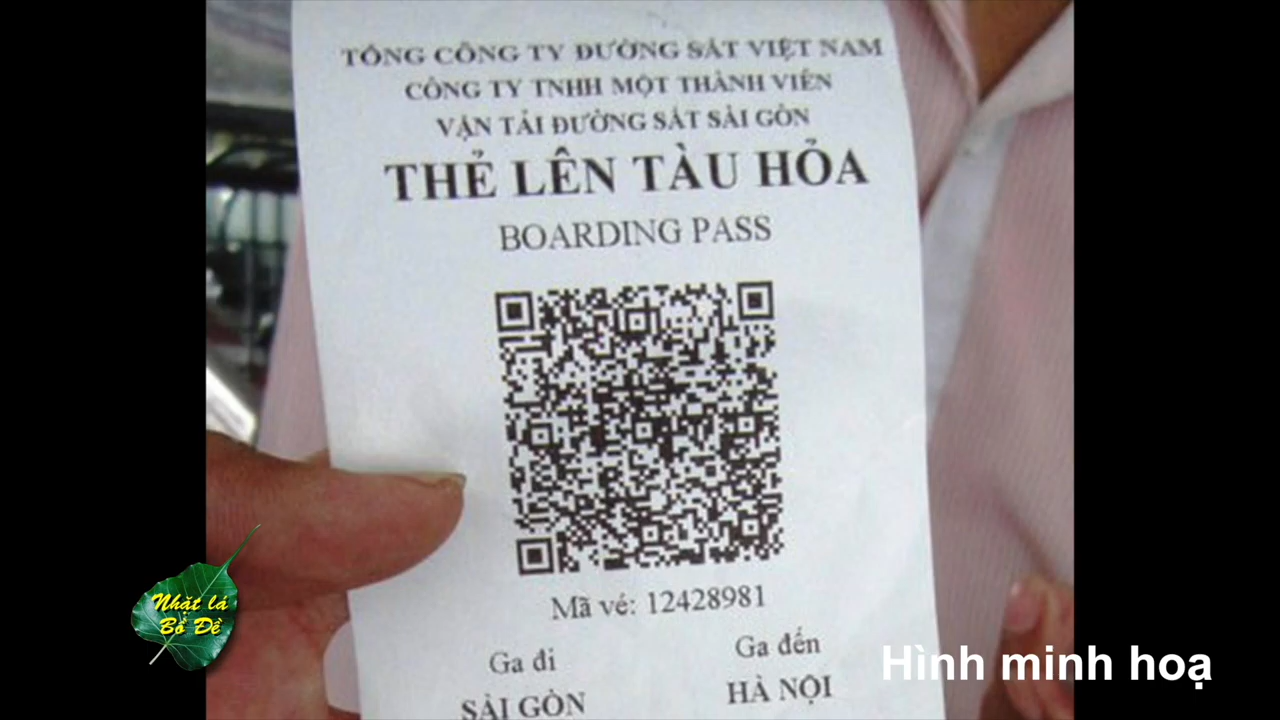 TỔNG CÔNG TY ĐƯỜNG SẮT VIỆT NAM
CÔNG TY TNHH MỘT THÀNH VIÊN
VẬN TẢI ĐƯỜNG SẮT SÀI GÒN
THẺ LÊN TÀU HỎA
BOARDING PASS
Mã vé: 12428981
Ga đi
Ga đến
SÀI GÒN
HÀ NỘI
Nhặt lá
Bồ Đề
Hình minh hoạ